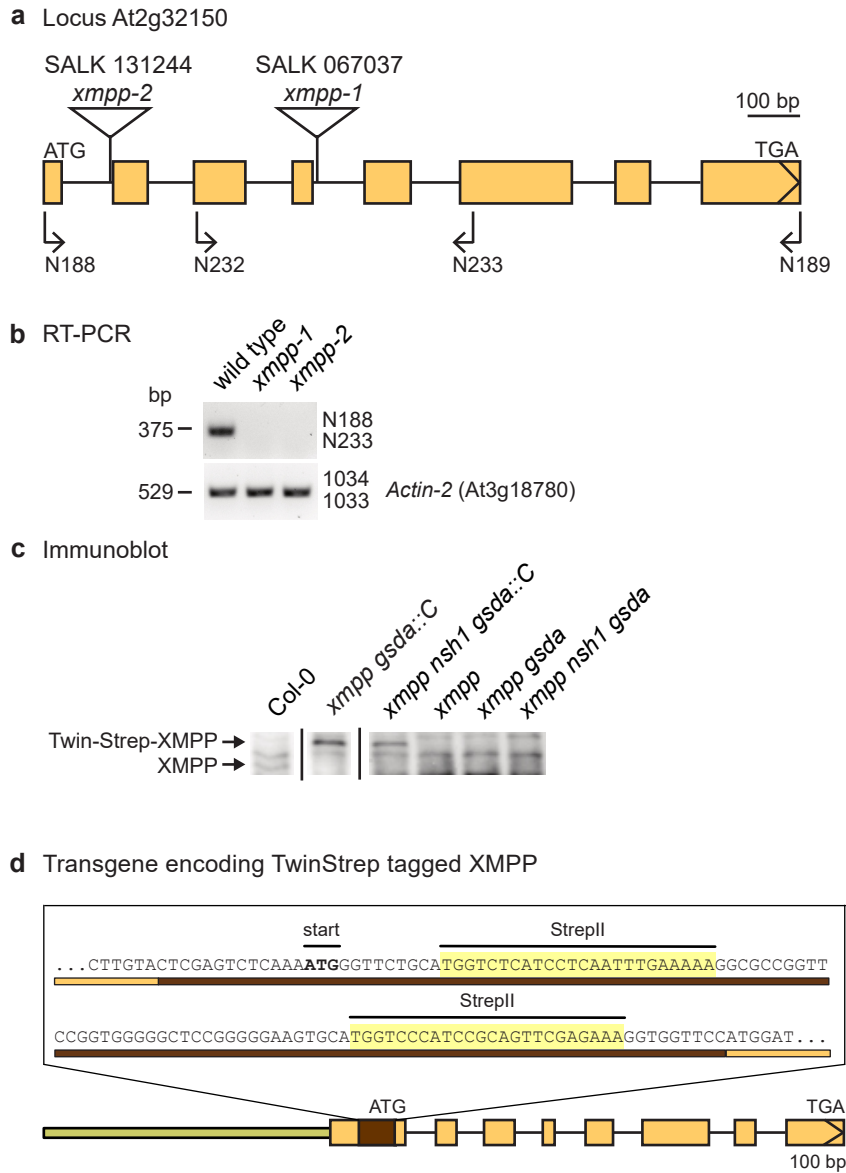 a Locus At2g32150
SALK 131244
xmpp-2
SALK 067037
xmpp-1
100 bp
ATG
TGA
N188
N232
N233
N189
b RT-PCR
wild type
xmpp-1
xmpp-2
bp
375
N188
N233
529
1034
1033
Actin-2 (At3g18780)
c Immunoblot
Col-0
xmpp gsda::C
xmpp nsh1 gsda::C
xmpp
xmpp gsda
xmpp nsh1 gsda
Twin-Strep-XMPP
XMPP
d Transgene encoding TwinStrep tagged XMPP
start
StrepII
...CTTGTACTCGAGTCTCAAAATGGGTTCTGCATGGTCTCATCCTCAATTTGAAAAAGGCGCCGGTT
StrepII
CCGGTGGGGGCTCCGGGGGAAGTGCATGGTCCCATCCGCAGTTCGAGAAAGGTGGTTCCATGGAT...
ATG
TGA
100 bp